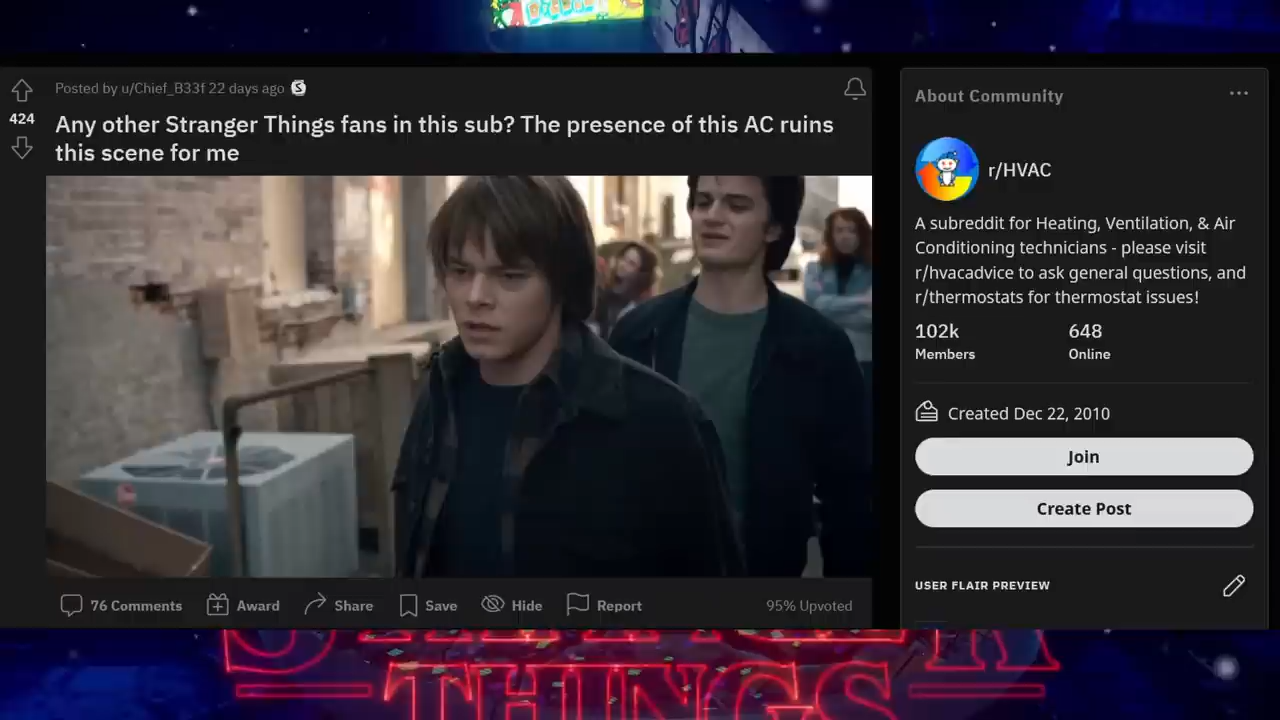 Posted by u/Chief_B33f 22 days ago
424
Any other Stranger Things fans in this sub? The presence of this AC ruins
this scene for me
76 Comments
Award
Share
Save
Hide
Report
95% Upvoted
About Community
r/HVAC
A subreddit for Heating, Ventilation, & Air
Conditioning technicians - please visit
r/hvacadvice to ask general questions, and
r/thermostats for thermostat issues!
102k
648
Members
Online
Created Dec 22, 2010
Join
Create Post
USER FLAIR PREVIEW
THINGS